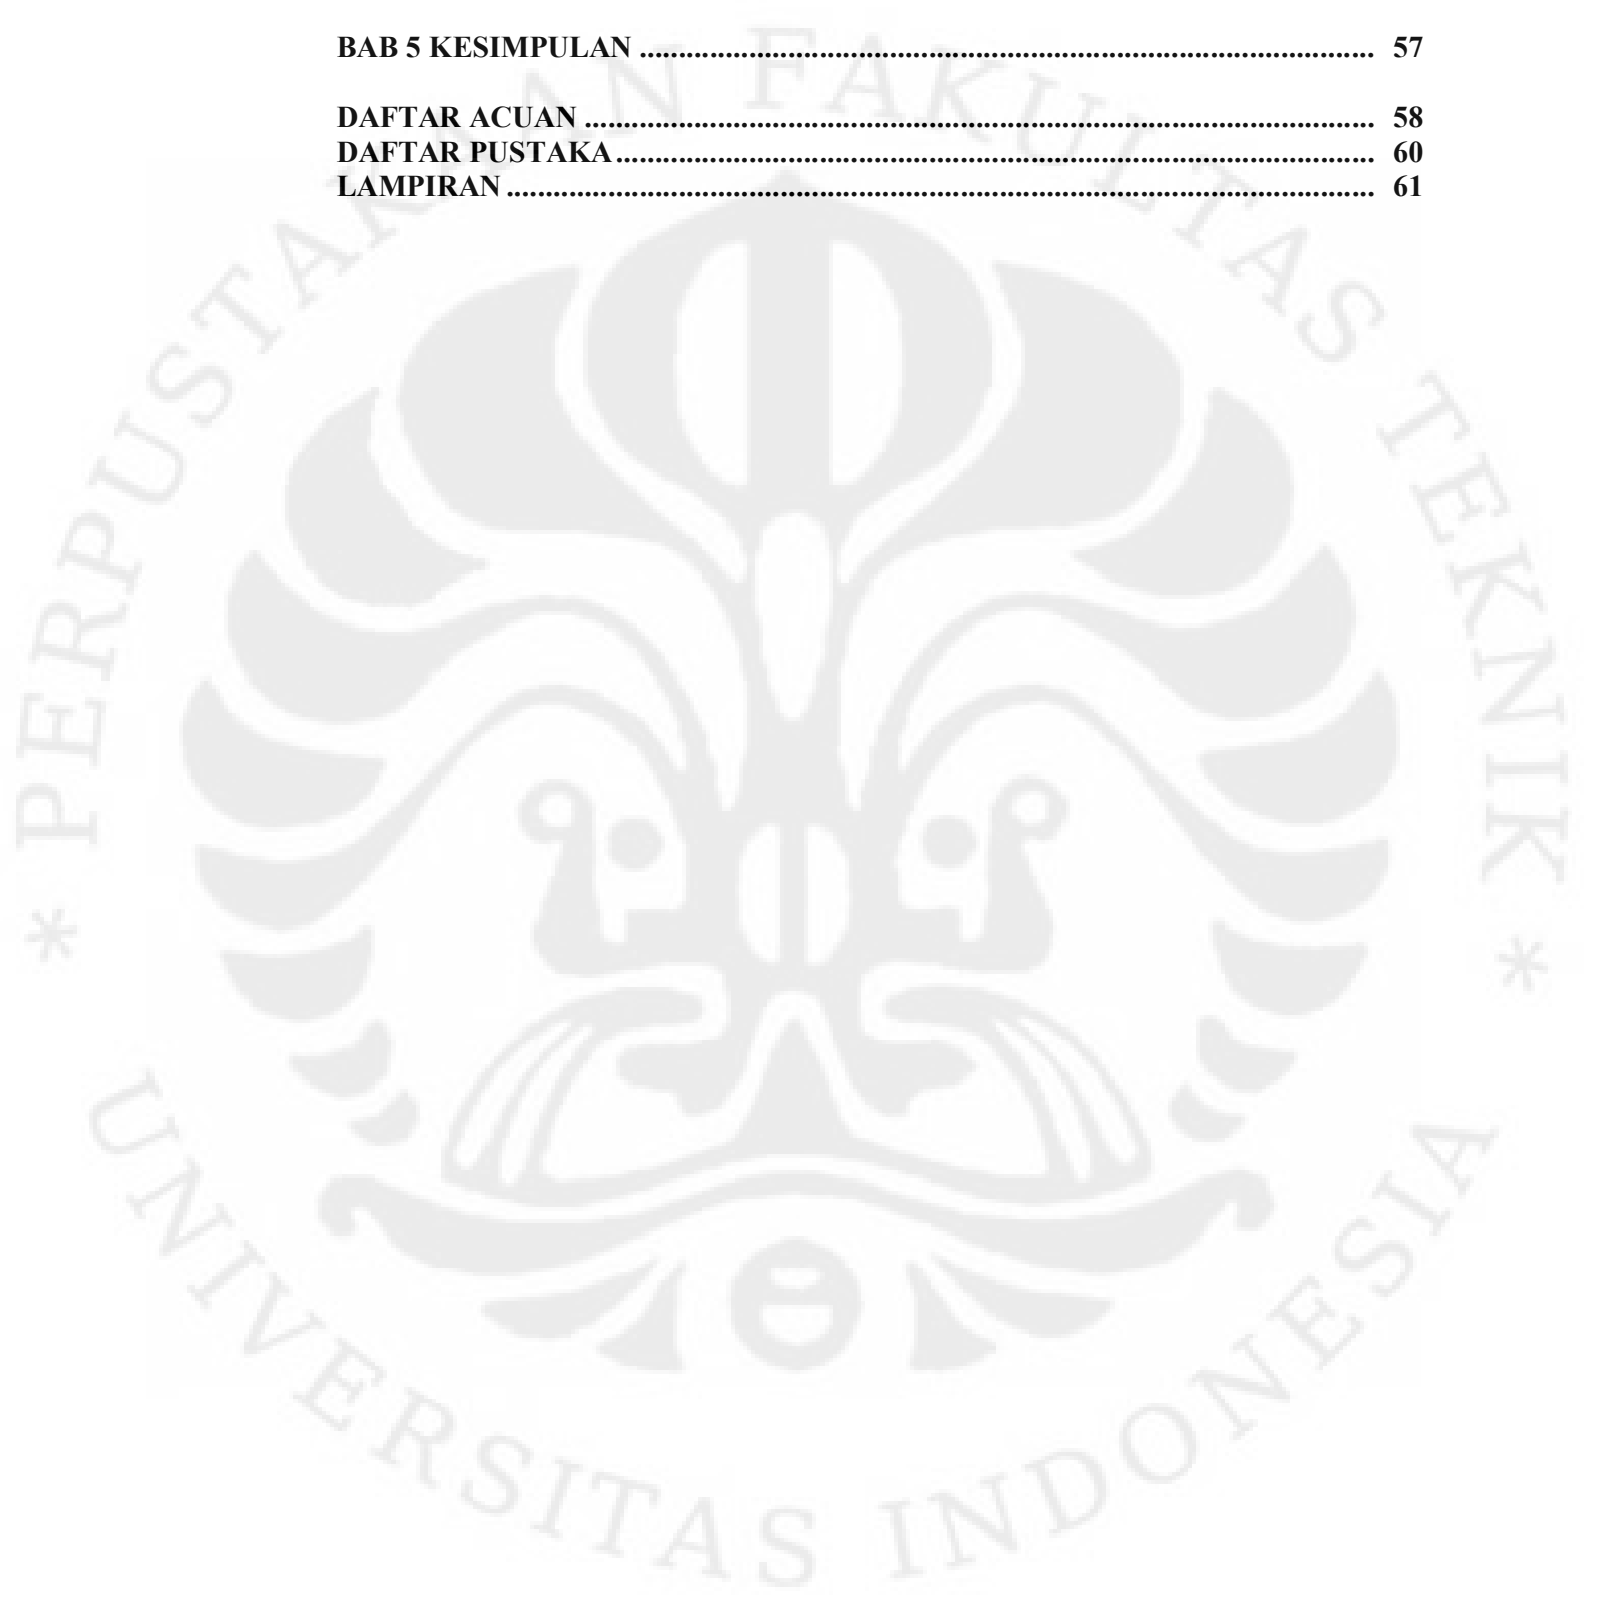 BAB 5 KESIMPULAN ........................................................................................... 57
DAFTAR ACUAN .................................................................................................. 58
DAFTAR PUSTAKA .............................................................................................. 60
LAMPIRAN ............................................................................................................ 61
* PERPUSTAKAAN FAKULTAS TEKNIK *
UNIVERSITAS INDONESIA